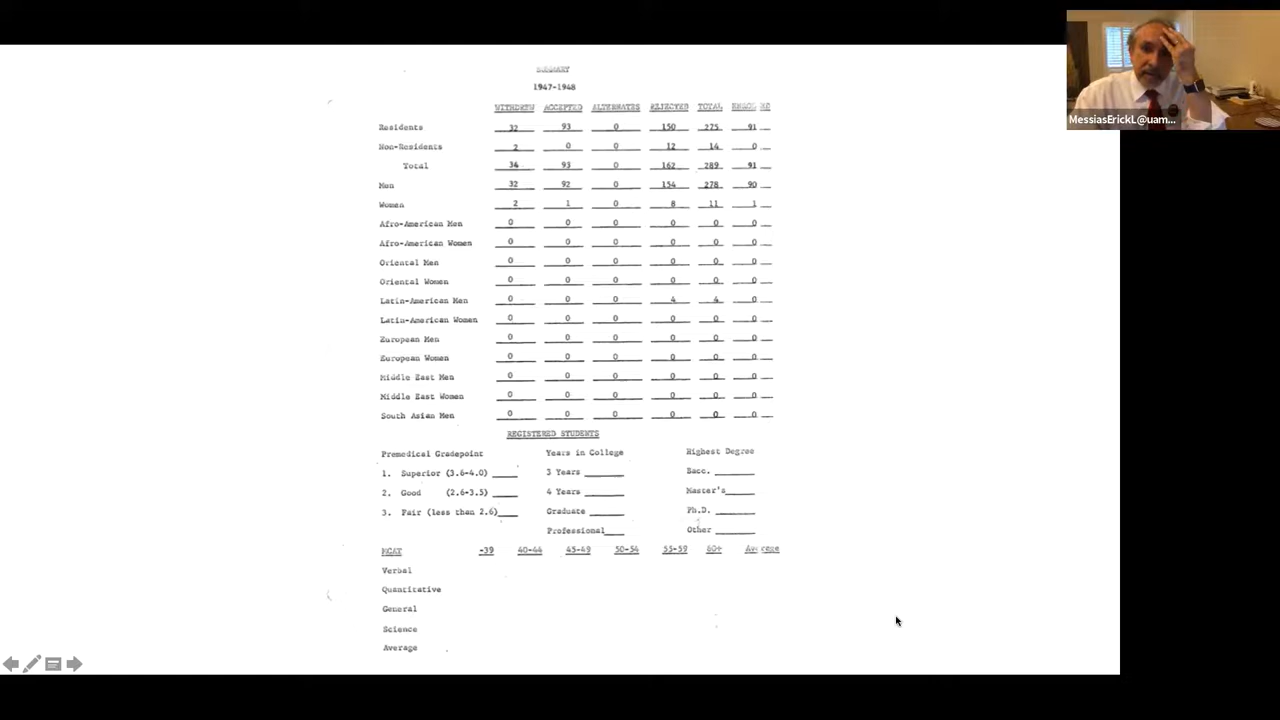 MessiasErickL@uam...
SUMMARY
1947-1948
WITHDREW ACCEPTED ALTERNATES REJECTED TOTAL
Residents 32 93 0 150 275 91
Non-Residents 2 0 0 12 14 0
Total 34 93 0 162 289 91
Men 32 92 0 154 278 90
Women 2 1 0 8 11 1
Afro-American Men 0 0 0 0 0 0
Afro-American Women 0 0 0 0 0 0
Oriental Men 0 0 0 0 0 0
Oriental Women 0 0 0 0 0 0
Latin-American Men 0 0 0 4 4 0
Latin-American Women 0 0 0 0 0 0
European Men 0 0 0 0 0 0
European Women 0 0 0 0 0 0
Middle East Men 0 0 0 0 0 0
Middle East Women 0 0 0 0 0 0
South Asian Men 0 0 0 0 0 0
REGISTERED STUDENTS
Premedical Gradepoint Years in College Highest Degree
1. Superior (3.6-4.0) 3 Years Bacc.
2. Good (2.6-3.5) 4 Years Master's
3. Fair (less than 2.6) Graduate Ph.D.
Professional Other
MCAT -39 40-44 45-49 50-54 55-59 60+ Average
Verbal
Quantitative
General
Science
Average